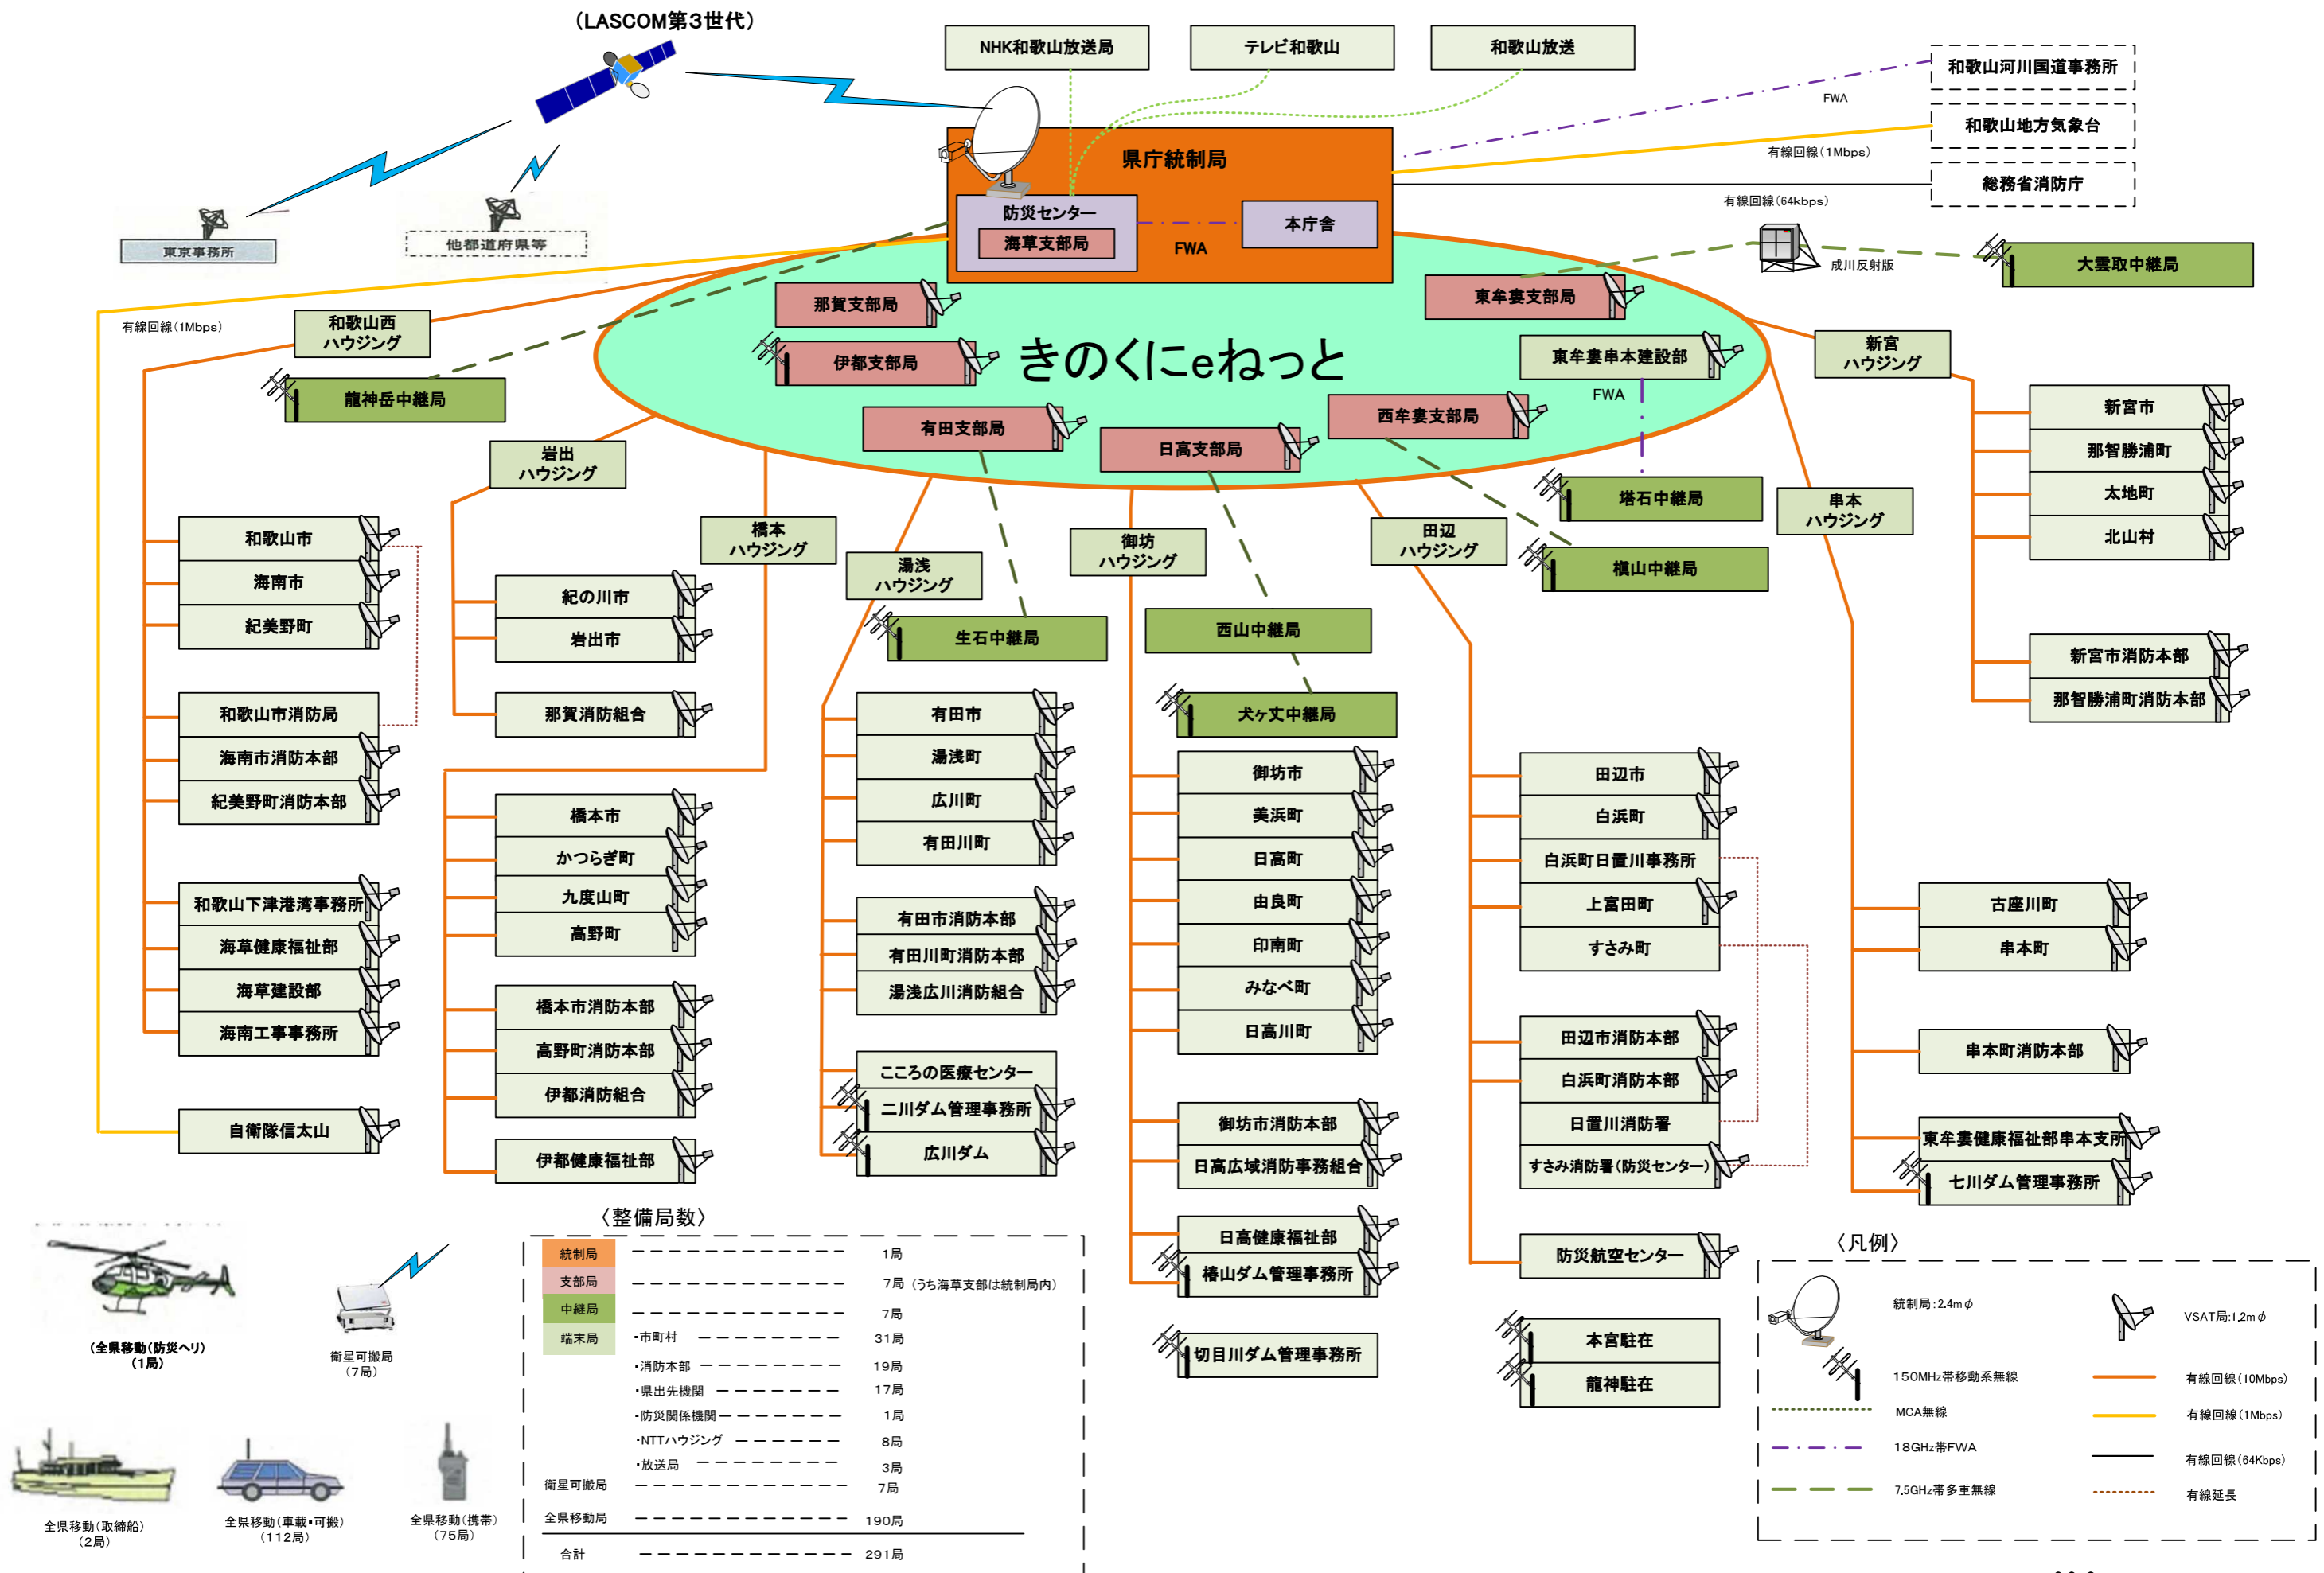 (LASCOM第3世代)
NHK和歌山放送局
テレビ和歌山
和歌山放送
和歌山河川国道事務所
FWA
和歌山地方気象台
有線回線(1Mbps)
総務省消防庁
有線回線(64kbps)
県庁統制局
防災センター
海草支部局
FWA
本庁舎
東京事務所
他都道府県等
成川反射版
大雲取中継局
有線回線(1Mbps)
和歌山西
ハウジング
龍神岳中継局
那賀支部局
伊都支部局
きのくにeねっと
東牟婁支部局
東牟婁串本建設部
FWA
有田支部局
日高支部局
西牟婁支部局
新宮
ハウジング
新宮市
那智勝浦町
太地町
北山村
新宮市消防本部
那智勝浦町消防本部
岩出
ハウジング
橋本
ハウジング
湯浅
ハウジング
御坊
ハウジング
田辺
ハウジング
串本
ハウジング
塔石中継局
槇山中継局
生石中継局
西山中継局
犬ヶ丈中継局
和歌山市
海南市
紀美野町
和歌山市消防局
海南市消防本部
紀美野町消防本部
和歌山下津港湾事務所
海草健康福祉部
海草建設部
海南工事事務所
自衛隊信太山
紀の川市
岩出市
那賀消防組合
橋本市
かつらぎ町
九度山町
高野町
橋本市消防本部
高野町消防本部
伊都消防組合
伊都健康福祉部
有田市
湯浅町
広川町
有田川町
有田市消防本部
有田川町消防本部
湯浅広川消防組合
こころの医療センター
二川ダム管理事務所
広川ダム
御坊市
美浜町
日高町
由良町
印南町
みなべ町
日高川町
御坊市消防本部
日高広域消防事務組合
日高健康福祉部
椿山ダム管理事務所
切目川ダム管理事務所
田辺市
白浜町
白浜町日置川事務所
上富田町
すさみ町
田辺市消防本部
白浜町消防本部
日置川消防署
すさみ消防署(防災センター)
防災航空センター
本宮駐在
龍神駐在
古座川町
串本町
串本町消防本部
東牟婁健康福祉部串本支所
七川ダム管理事務所
(全県移動(防災ヘリ)
(1局)
衛星可搬局
(7局)
全県移動(取締船)
(2局)
全県移動(車載・可搬)
(112局)
全県移動(携帯)
(75局)
〈整備局数〉
統制局 1局
支部局 7局 (うち海草支部は統制局内)
中継局 7局
端末局 ・市町村 31局
・消防本部 19局
・県出先機関 17局
・防災関係機関 1局
・NTTハウジング 8局
・放送局 3局
衛星可搬局 7局
全県移動局 190局
合計 291局
〈凡例〉
統制局:2.4mφ
VSAT局:1.2mφ
150MHz帯移動系無線
有線回線(10Mbps)
MCA無線
有線回線(1Mbps)
18GHz帯FWA
有線回線(64Kbps)
7.5GHz帯多重無線
有線延長